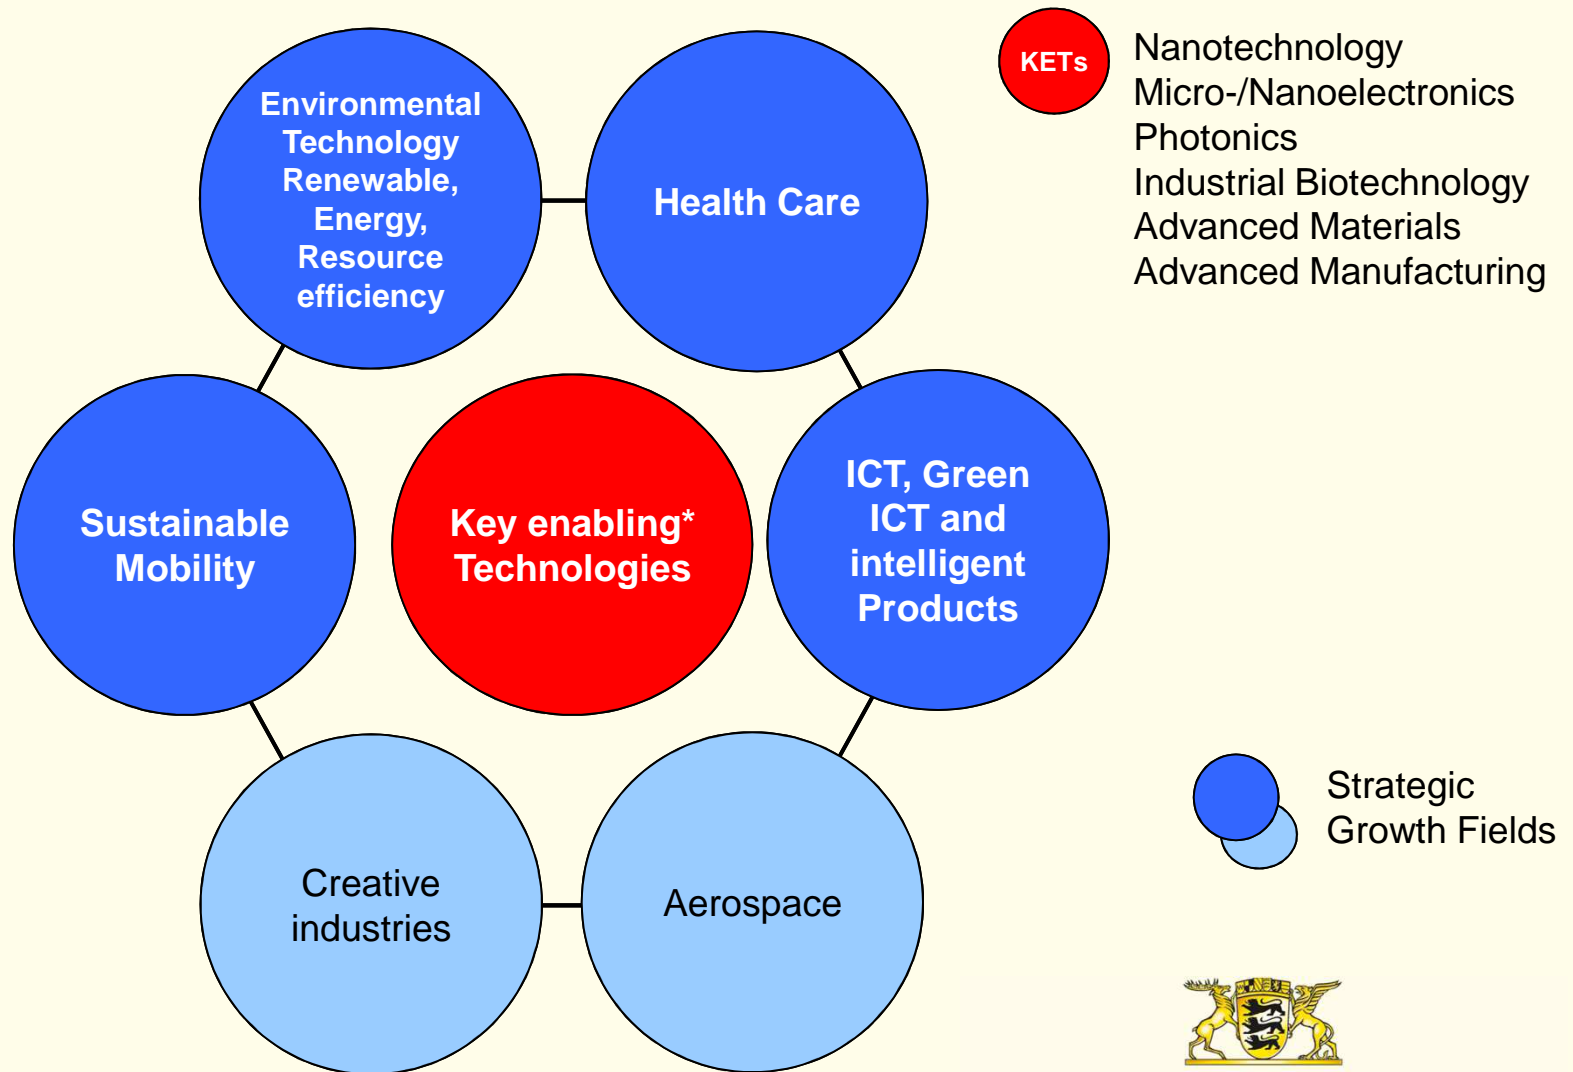 Environmental
Technology
Renewable,
Energy,
Resource
efficiency
Health Care
KETs
Nanotechnology
Micro-/Nanoelectronics
Photonics
Industrial Biotechnology
Advanced Materials
Advanced Manufacturing
Sustainable
Mobility
Key enabling*
Technologies
ICT, Green
ICT and
intelligent
Products
Creative
industries
Aerospace
Strategic
Growth Fields